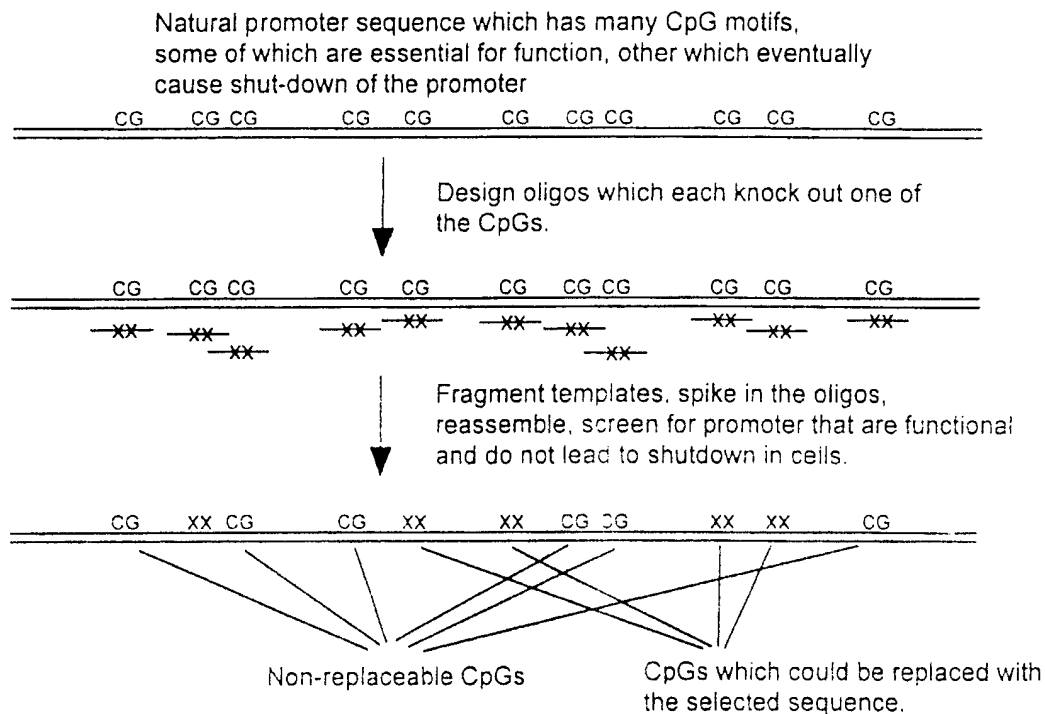 Natural promoter sequence which has many CpG motifs,
some of which are essential for function, other which eventually
cause shut-down of the promoter
CG CG CG CG CG CG CG CG CG CG CG
Design oligos which each knock out one of
the CpGs.
CG CG CG CG CG CG CG CG CG CG CG
XX XX XX XX XX XX XX XX XX XX XX
Fragment templates, spike in the oligos,
reassemble, screen for promoter that are functional
and do not lead to shutdown in cells.
CG XX CG CG XX XX CG CG XX XX CG
Non-replaceable CpGs
CpGs which could be replaced with
the selected sequence.